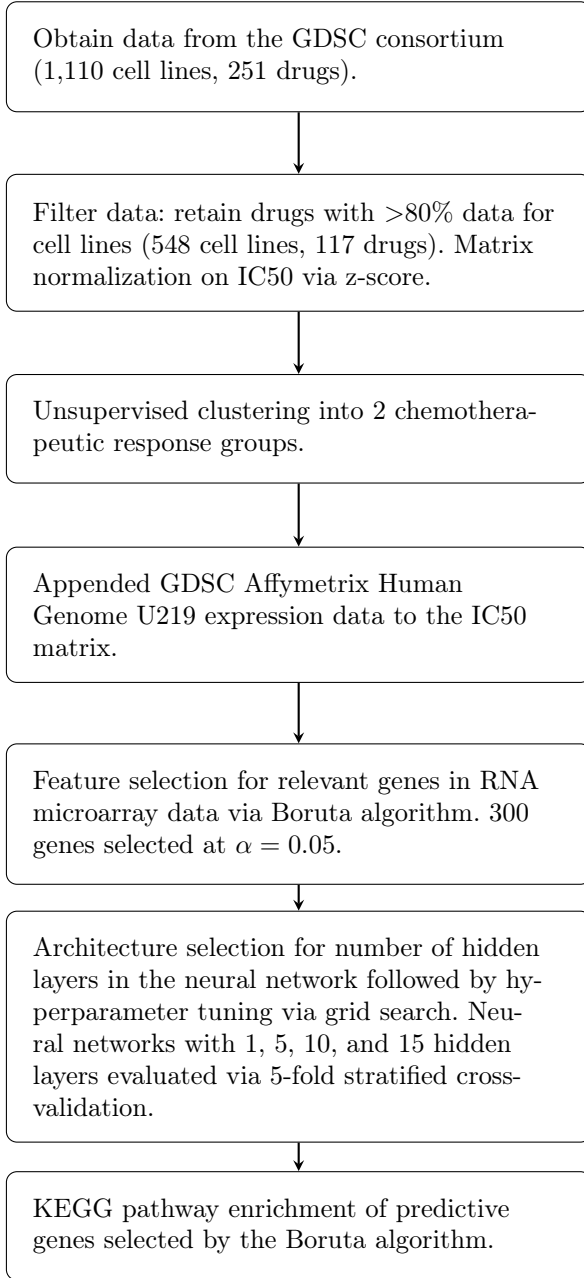 Obtain data from the GDSC consortium
(1,110 cell lines, 251 drugs).
Filter data: retain drugs with >80% data for
cell lines (548 cell lines, 117 drugs). Matrix
normalization on IC50 via z-score.
Unsupervised clustering into 2 chemothera-
peutic response groups.
Appended GDSC Affymetrix Human
Genome U219 expression data to the IC50
matrix.
Feature selection for relevant genes in RNA
microarray data via Boruta algorithm. 300
genes selected at α = 0.05.
Architecture selection for number of hidden
layers in the neural network followed by hy-
perparameter tuning via grid search. Neu-
ral networks with 1, 5, 10, and 15 hidden
layers evaluated via 5-fold stratified cross-
validation.
KEGG pathway enrichment of predictive
genes selected by the Boruta algorithm.